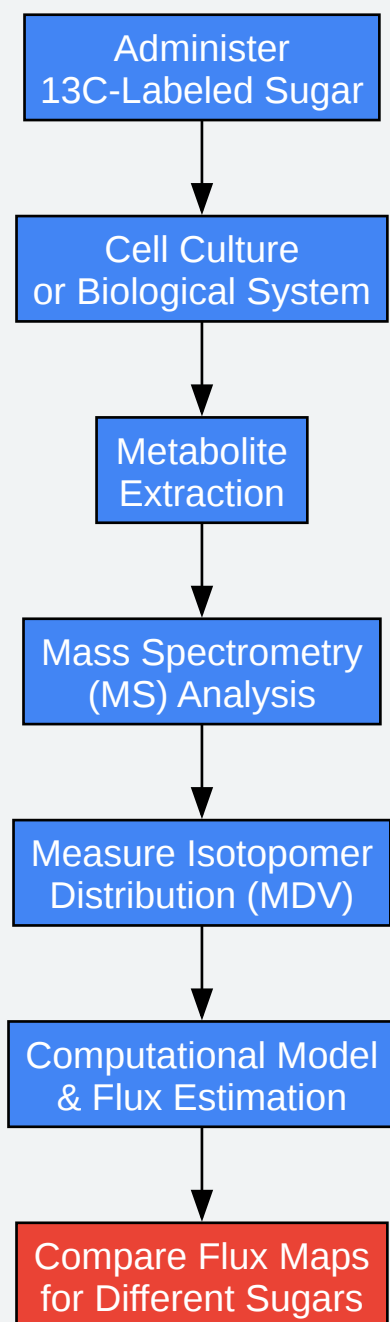 Administer
13C-Labeled Sugar
Cell Culture
or Biological System
Metabolite
Extraction
Mass Spectrometry
(MS) Analysis
Measure Isotopomer
Distribution (MDV)
Computational Model
& Flux Estimation
Compare Flux Maps
for Different Sugars